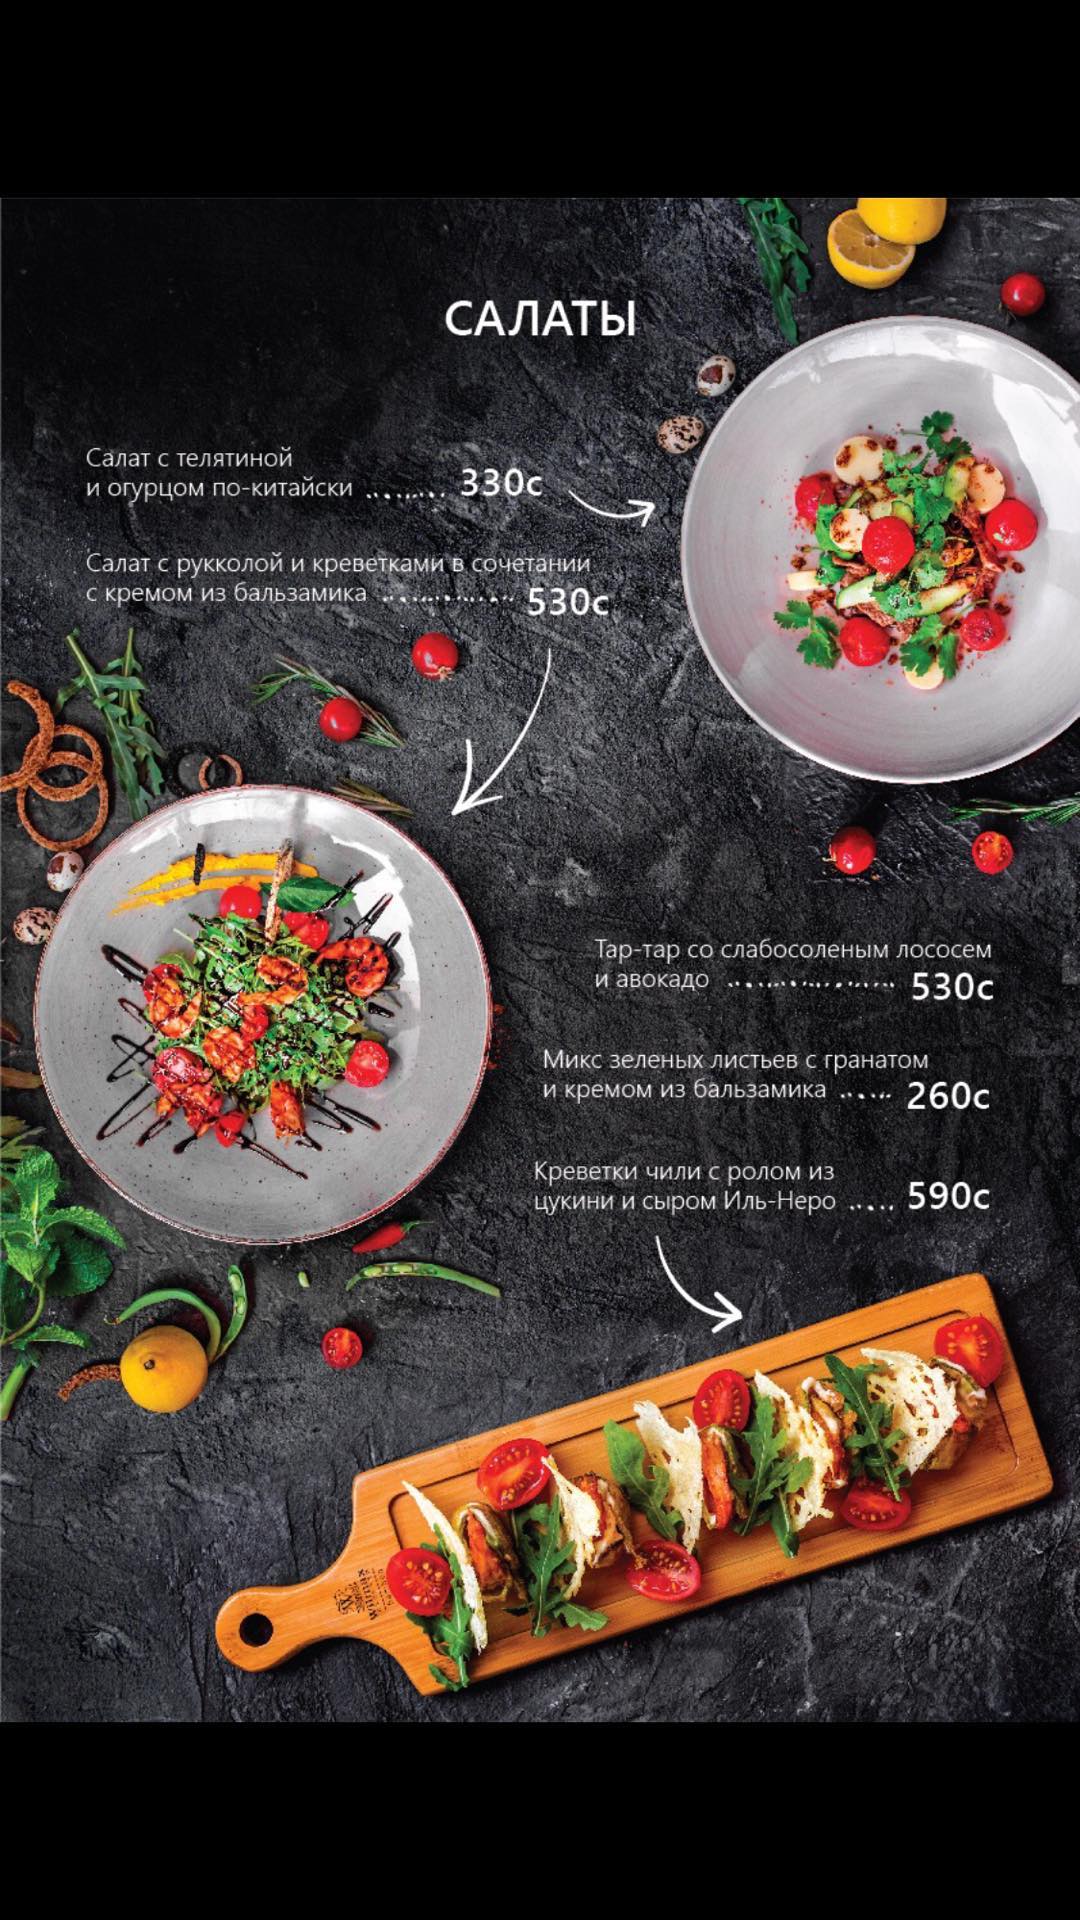 САЛАТЫ
Салат с телятиной
и огурцом по-китайски ........ 330с
Салат с рукколой и креветками в сочетании
с кремом из бальзамика ............. 530с
Тар-тар со слабосоленым лососем
и авокадо ................ 530с
Микс зеленых листьев с гранатом
и кремом из бальзамика ..... 260с
Креветки чили с ролом из
цукини и сыром Иль-Неро ..... 590с